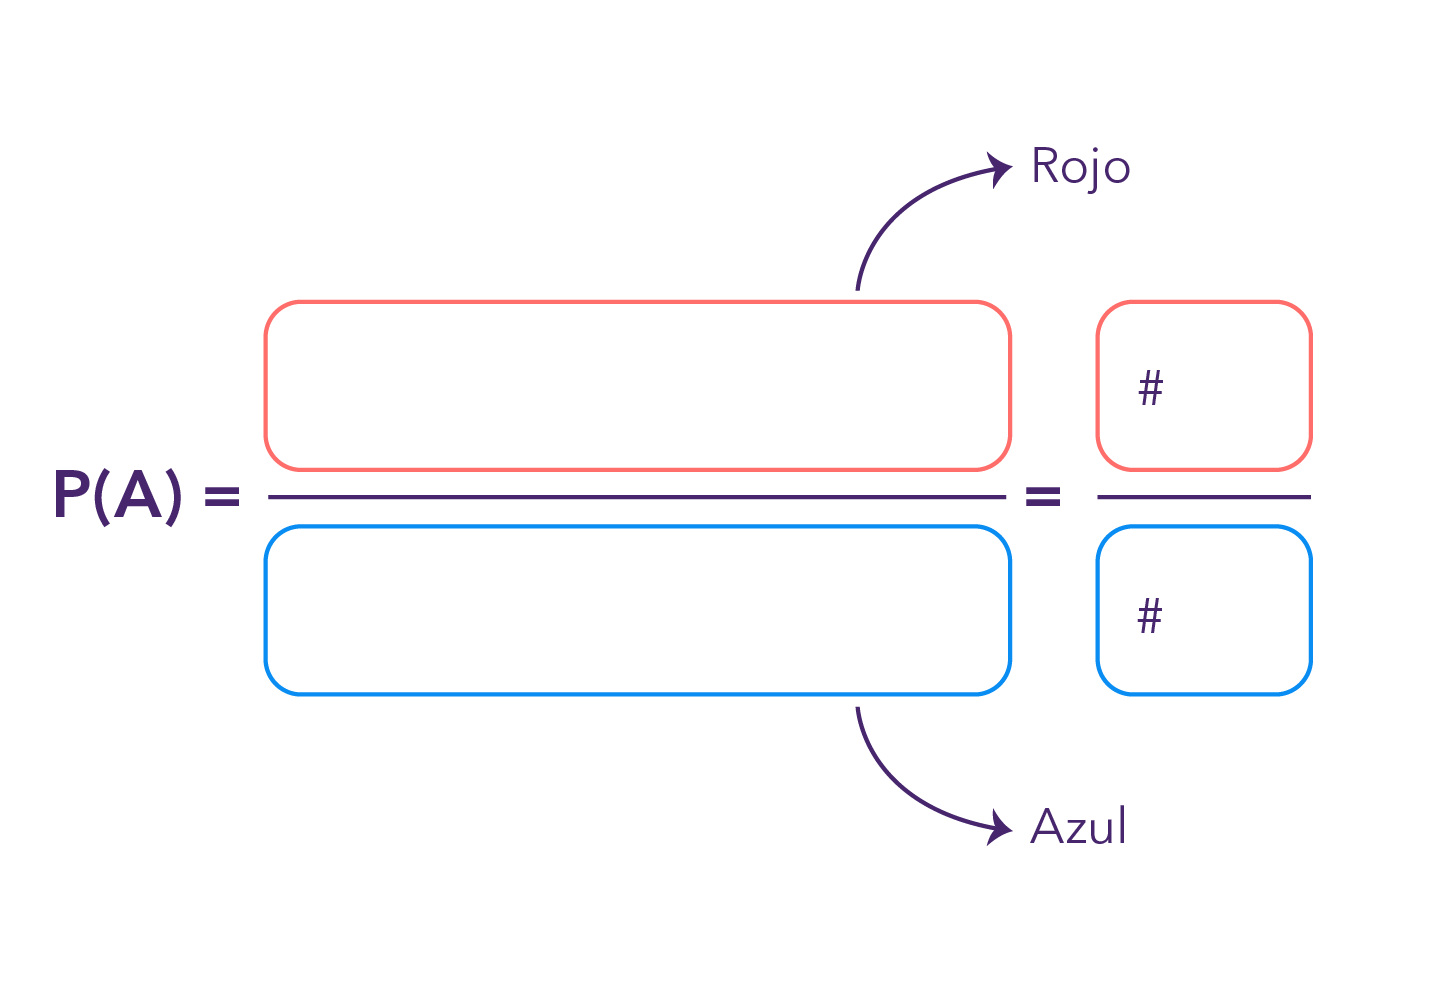 Rojo
#
P(A) = =
#
Azul